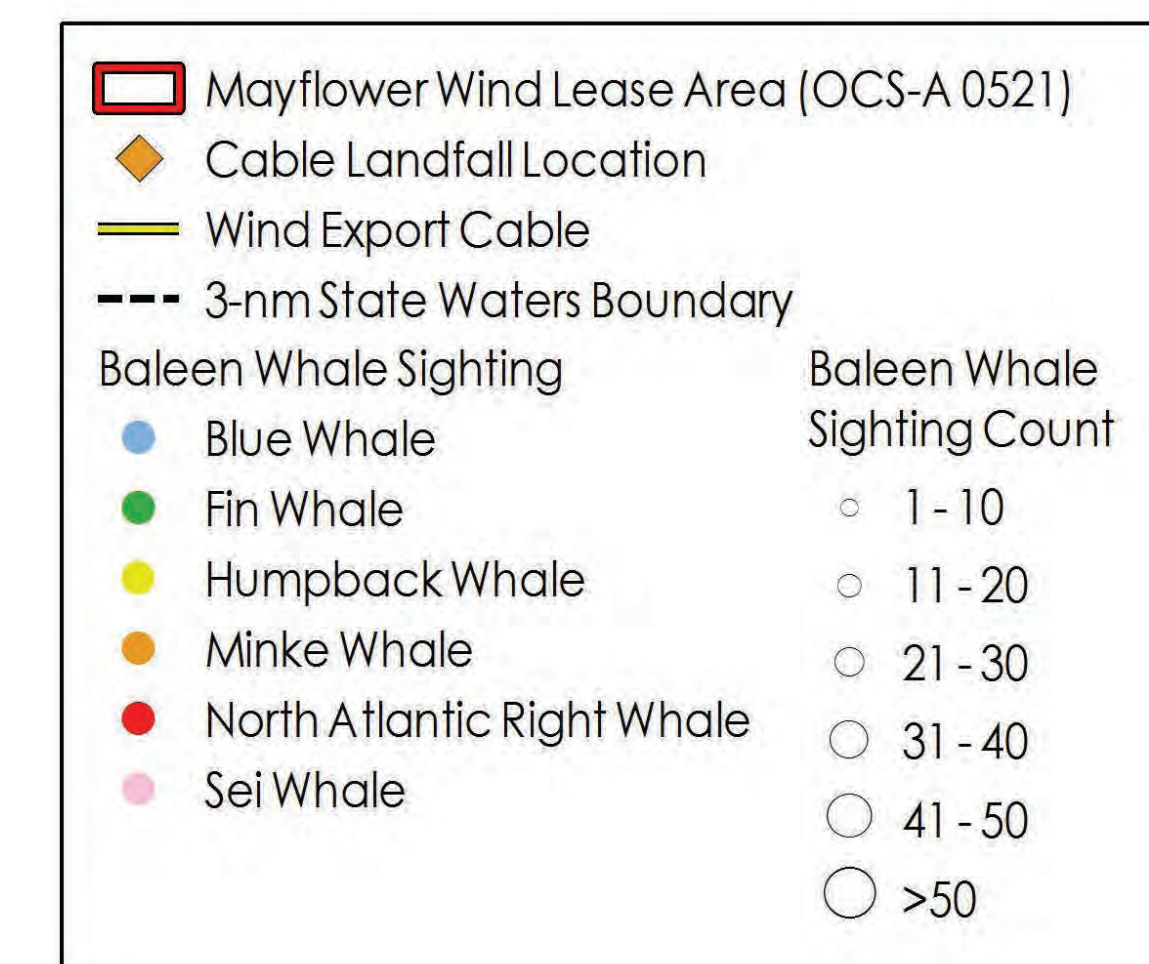 Mayflower Wind Lease Area (OCS-A 0521)
Cable Landfall Location
Wind Export Cable
3-nm State Waters Boundary
Baleen Whale Sighting
Blue Whale
Fin Whale
Humpback Whale
Minke Whale
North Atlantic Right Whale
Sei Whale
Baleen Whale
Sighting Count
1 - 10
11 - 20
21 - 30
31 - 40
41 - 50
>50